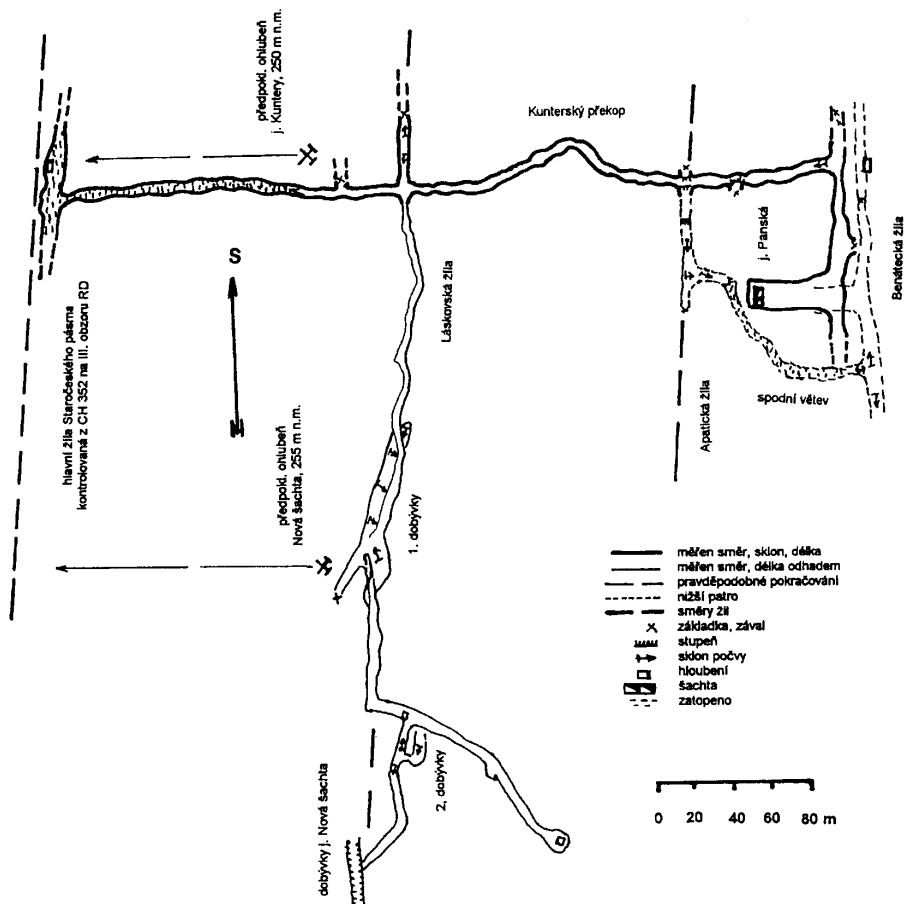 předpokl. ohlubeň
j. Kuntery, 250 m n.m.
Kunterský překop
S
hlavní žíla Staročeského pásma
kontrolovaná z CH 352 na III. obzoru RD
Láskovská žíla
j. Panská
Benátecká žíla
předpokl. ohlubeň
Nová šachta, 255 m n.m.
Apatická žíla
spodní větev
1. dobývky
měřen směr, sklon, délka
měřen směr, délka odhadem
pravděpodobné pokračování
nižší patro
směry žil
základka, zával
stupeň
sklon počvy
hloubení
šachta
zatopeno
dobývky j. Nová šachta
2. dobývky
0 20 40 60 80 m